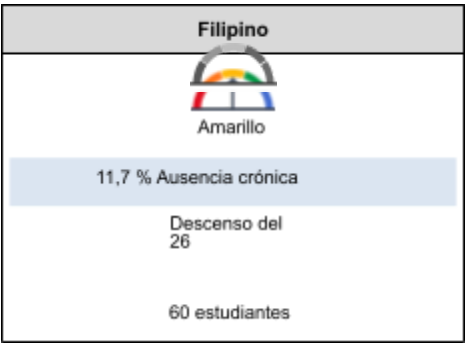 Filipino
Amarillo
11,7 % Ausencia crónica
Descenso del
26
60 estudiantes